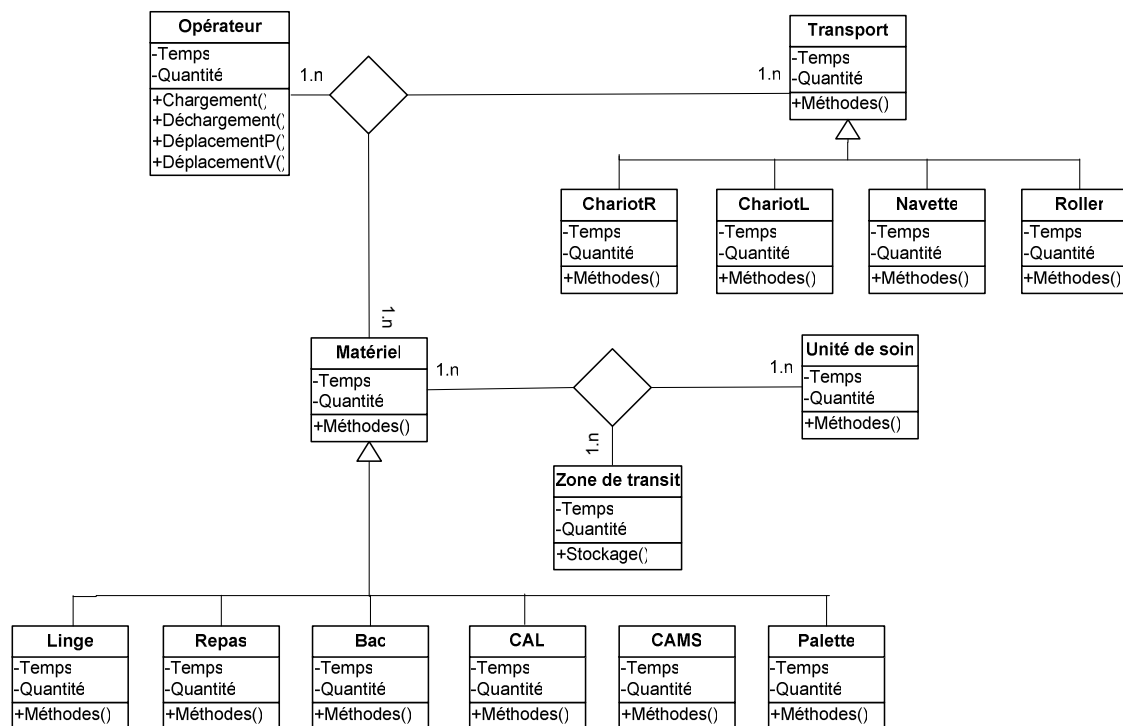 Opérateur
-Temps
-Quantité
+Chargement()
+Déchargement()
+DéplacementP()
+DéplacementV()
1.n
1.n
Transport
-Temps
-Quantité
+Méthodes()
ChariotR
-Temps
-Quantité
+Méthodes()
ChariotL
-Temps
-Quantité
+Méthodes()
Navette
-Temps
-Quantité
+Méthodes()
Roller
-Temps
-Quantité
+Méthodes()
1.n
Matériel
-Temps
-Quantité
+Méthodes()
1.n
1.n
Unité de soin
-Temps
-Quantité
+Méthodes()
1.n
Zone de transit
-Temps
-Quantité
+Stockage()
Linge
-Temps
-Quantité
+Méthodes()
Repas
-Temps
-Quantité
+Méthodes()
Bac
-Temps
-Quantité
+Méthodes()
CAL
-Temps
-Quantité
+Méthodes()
CAMS
-Temps
-Quantité
+Méthodes()
Palette
-Temps
-Quantité
+Méthodes()